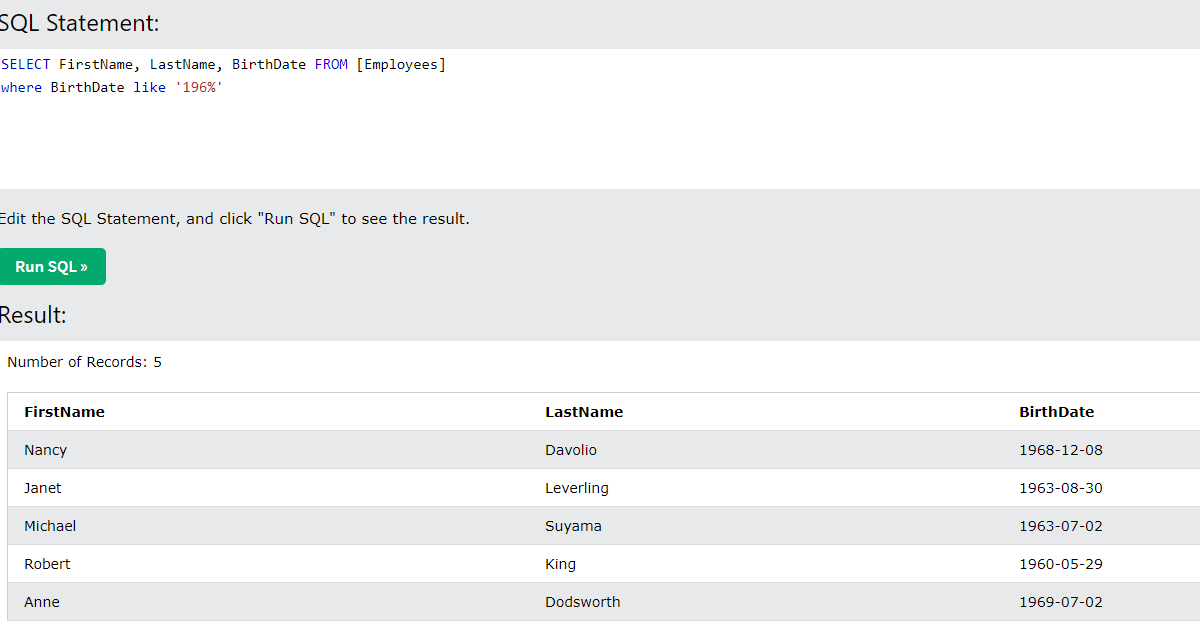 SQL Statement:
SELECT FirstName, LastName, BirthDate FROM [Employees]
where BirthDate like '196%'
Edit the SQL Statement, and click "Run SQL" to see the result.
Run SQL »
Result:
Number of Records: 5
FirstName LastName BirthDate
Nancy Davolio 1968-12-08
Janet Leverling 1963-08-30
Michael Suyama 1963-07-02
Robert King 1960-05-29
Anne Dodsworth 1969-07-02